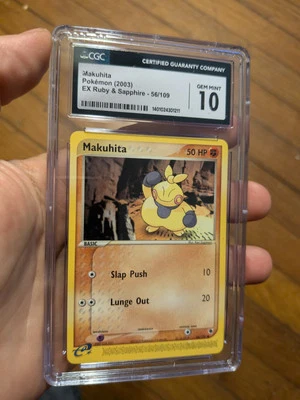 CGC
CERTIFIED GUARANTY COMPANY
Makuhita
Pokémon (2003)
EX Ruby & Sapphire - 56/109
GEM MINT
10
Makuhita
50 HP
BASIC
Slap Push 10
Lunge Out 20